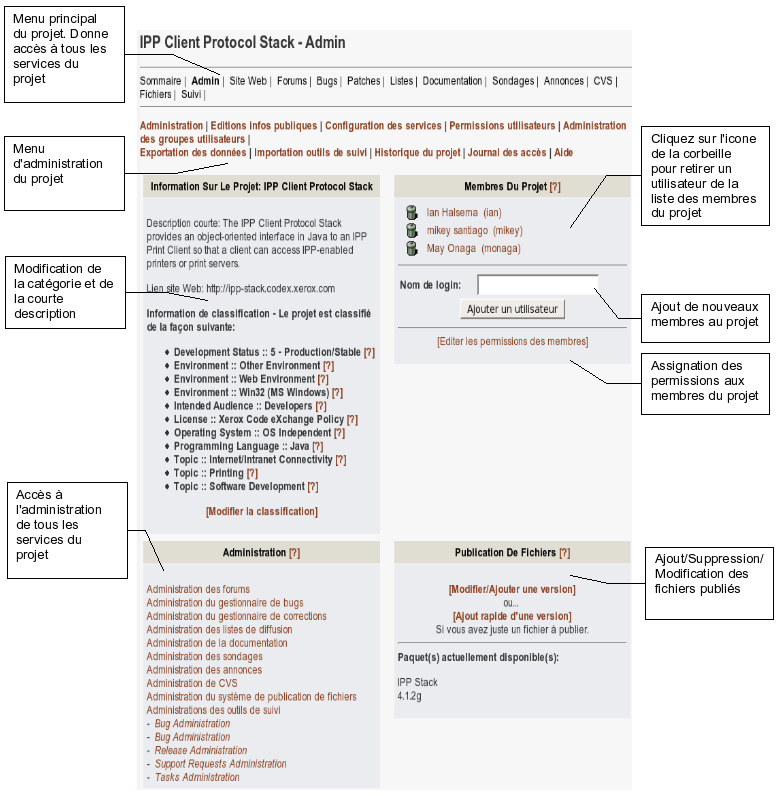 Menu principal
du projet. Donne
accès à tous les
services du
projet
IPP Client Protocol Stack - Admin
Sommaire | Admin | Site Web | Forums | Bugs | Patches | Listes | Documentation | Sondages | Annonces | CVS |
Fichiers | Suivi |
Menu
d'administration
du projet
Administration | Editions infos publiques | Configuration des services | Permissions utilisateurs | Administration
des groupes utilisateurs |
Exportation des données | Importation outils de suivi | Historique du projet | Journal des accès | Aide
Information Sur Le Projet: IPP Client Protocol Stack
Description courte: The IPP Client Protocol Stack
provides an object-oriented interface in Java to an IPP
Print Client so that a client can access IPP-enabled
printers or print servers.
Lien site Web: http://ipp-stack.codex.xerox.com
Information de classification - Le projet est classifié
de la façon suivante:
♦ Development Status :: 5 - Production/Stable [?]
♦ Environment :: Other Environment [?]
♦ Environment :: Web Environment [?]
♦ Environment :: Win32 (MS Windows) [?]
♦ Intended Audience :: Developers [?]
♦ License :: Xerox Code eXchange Policy [?]
♦ Operating System :: OS Independent [?]
♦ Programming Language :: Java [?]
♦ Topic :: Internet/Intranet Connectivity [?]
♦ Topic :: Printing [?]
♦ Topic :: Software Development [?]
[Modifier la classification]
Modification de
la catégorie et de
la courte
description
Membres Du Projet [?]
Ian Halsema (ian)
mikey santiago (mikey)
May Onaga (monaga)
Nom de login:
Ajouter un utilisateur
[Editer les permissions des membres]
Cliquez sur l'icone
de la corbeille
pour retirer un
utilisateur de la
liste des membres
du projet
Ajout de nouveaux
membres au projet
Assignation des
permissions aux
membres du projet
Accès à
l'administration
de tous les
services du
projet
Administration [?]
Administration des forums
Administration du gestionnaire de bugs
Administration du gestionnaire de corrections
Administration des listes de diffusion
Administration de la documentation
Administration des sondages
Administration des annonces
Administration de CVS
Administration du système de publication de fichiers
Administrations des outils de suivi
- Bug Administration
- Bug Administration
- Release Administration
- Support Requests Administration
- Tasks Administration
Publication De Fichiers [?]
[Modifier/Ajouter une version]
ou...
[Ajout rapide d'une version]
Si vous avez juste un fichier à publier.
Paquet(s) actuellement disponible(s):
IPP Stack
4.1.2g
Ajout/Suppression/
Modification des
fichiers publiés